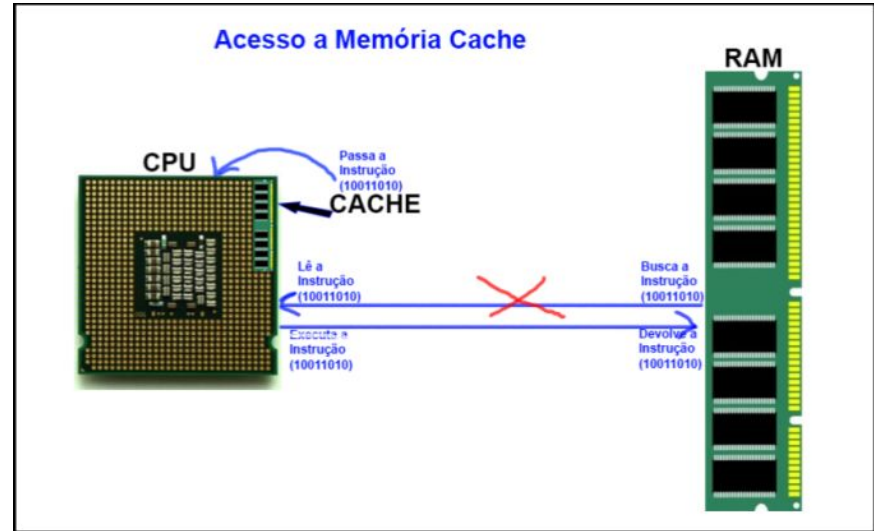 Acesso a Memória Cache
RAM
CPU
Passa a
Instrução
(10011010)
CACHE
Lê a
Instrução
(10011010)
Busca a
Instrução
(10011010)
Executa a
Instrução
(10011010)
Devolve a
Instrução
(10011010)